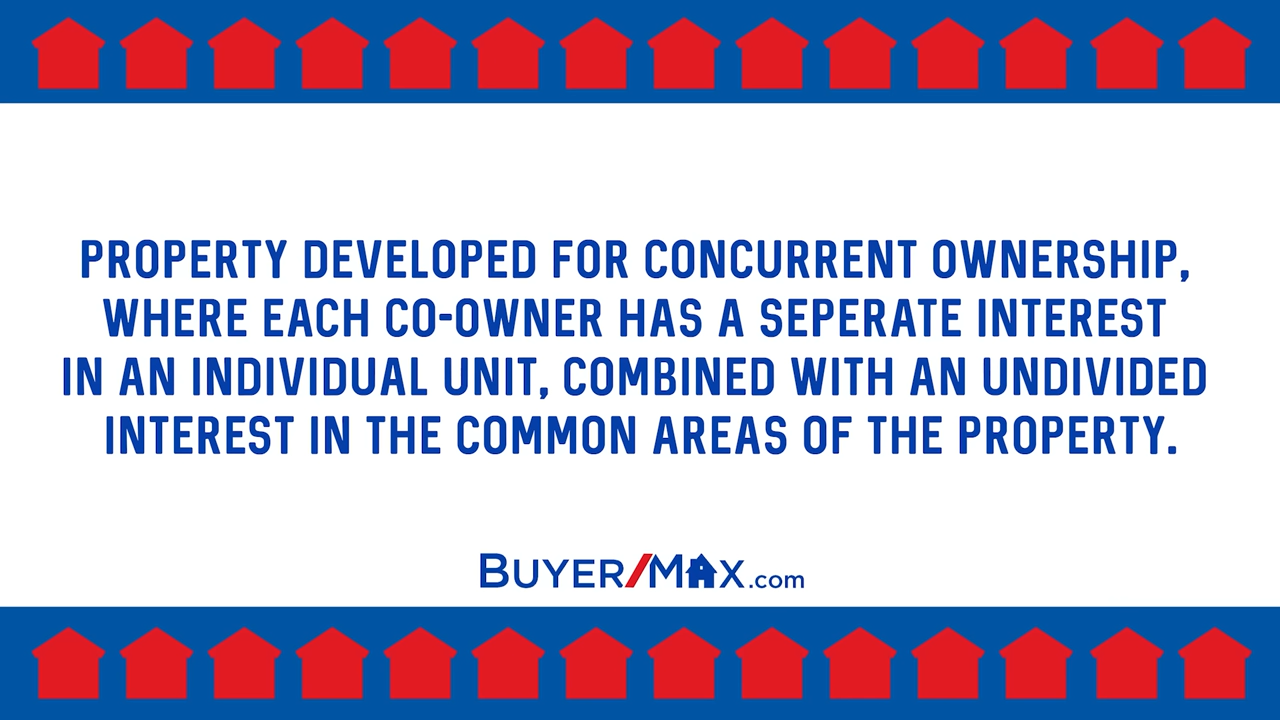 PROPERTY DEVELOPED FOR CONCURRENT OWNERSHIP,
WHERE EACH CO-OWNER HAS A SEPERATE INTEREST
IN AN INDIVIDUAL UNIT, COMBINED WITH AN UNDIVIDED
INTEREST IN THE COMMON AREAS OF THE PROPERTY.
BUYER/MAX.com